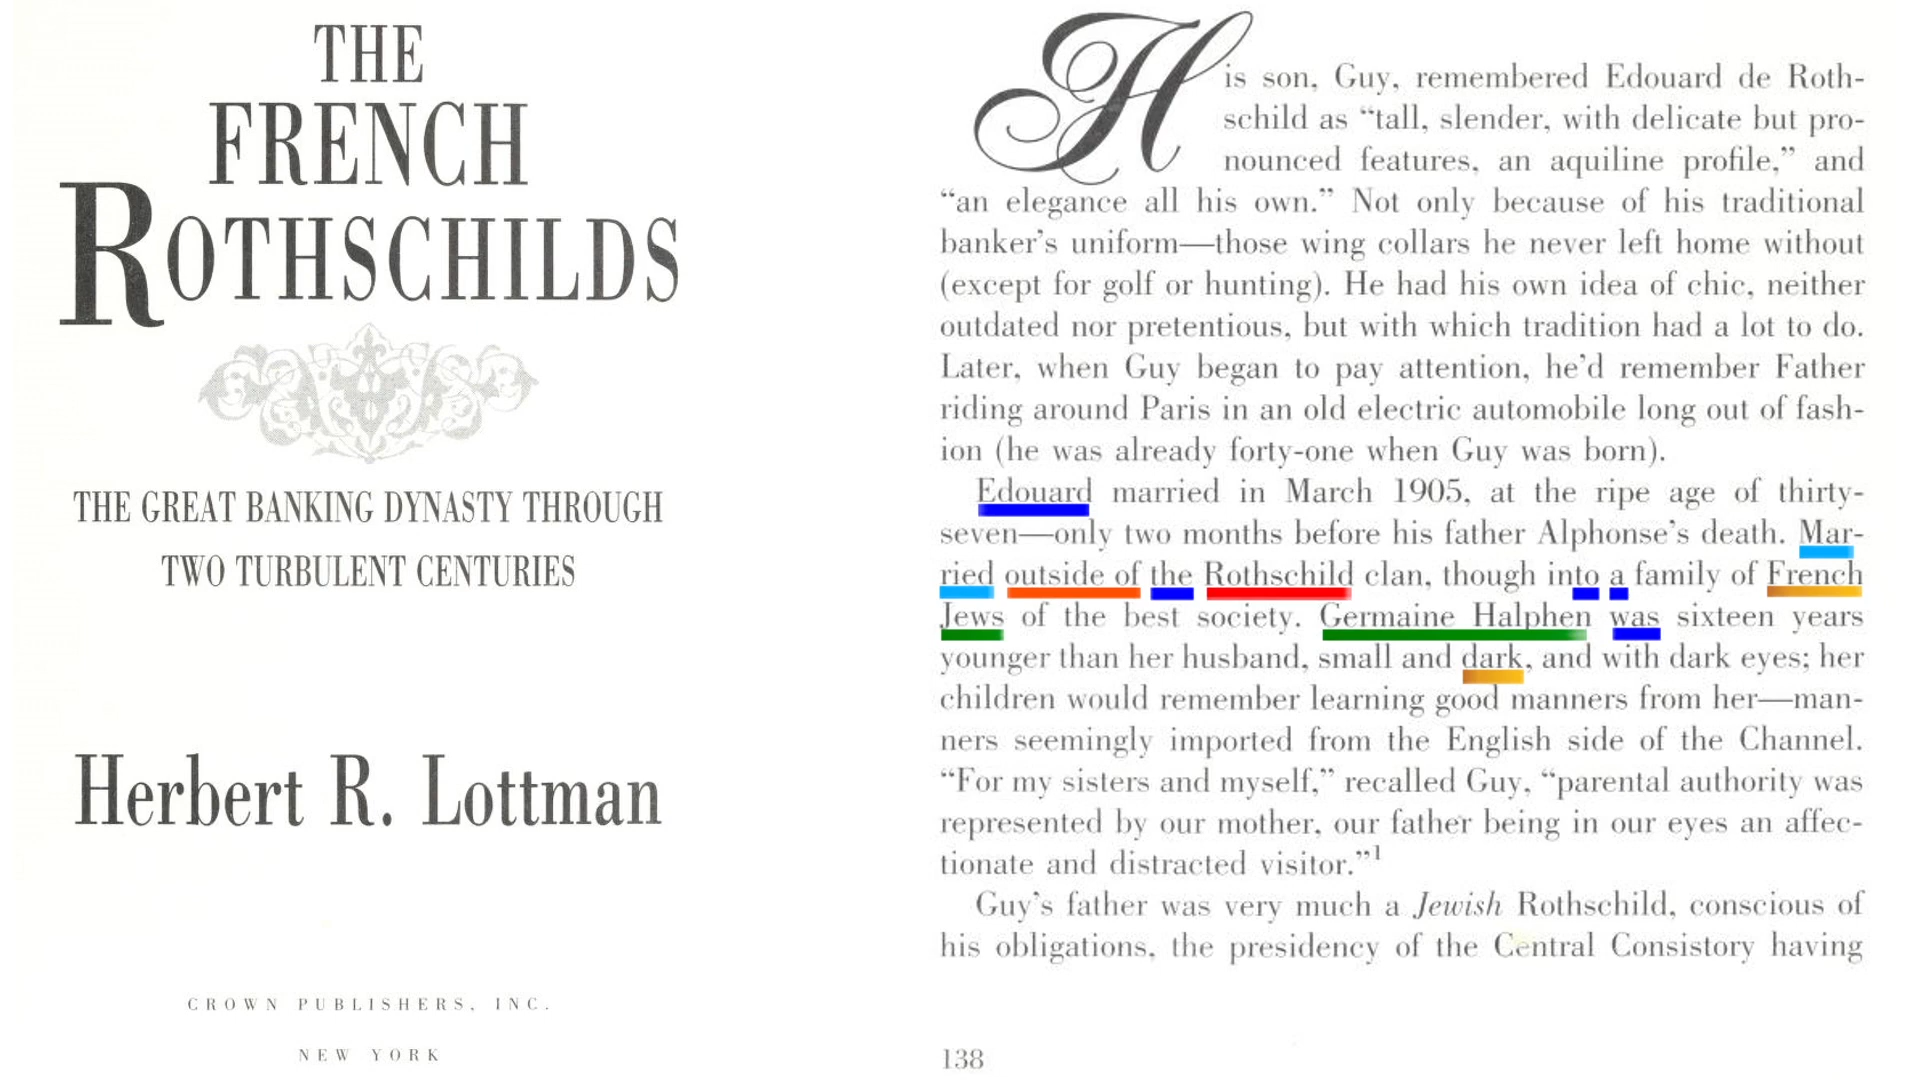 THE
FRENCH
ROTHSCHILDS
THE GREAT BANKING DYNASTY THROUGH
TWO TURBULENT CENTURIES
Herbert R. Lottman
CROWN PUBLISHERS, INC.
NEW YORK
His son, Guy, remembered Edouard de Roth-
schild as “tall, slender, with delicate but pro-
nounced features, an aquiline profile,” and
“an elegance all his own.” Not only because of his traditional
banker’s uniform—those wing collars he never left home without
(except for golf or hunting). He had his own idea of chic, neither
outdated nor pretentious, but with which tradition had a lot to do.
Later, when Guy began to pay attention, he’d remember Father
riding around Paris in an old electric automobile long out of fash-
ion (he was already forty-one when Guy was born).
Edouard married in March 1905, at the ripe age of thirty-
seven—only two months before his father Alphonse’s death. Mar-
ried outside of the Rothschild clan, though into a family of French
Jews of the best society. Germaine Halphen was sixteen years
younger than her husband, small and dark, and with dark eyes; her
children would remember learning good manners from her—man-
ners seemingly imported from the English side of the Channel.
“For my sisters and myself,” recalled Guy, “parental authority was
represented by our mother, our father being in our eyes an affec-
tionate and distracted visitor.”1
Guy’s father was very much a Jewish Rothschild, conscious of
his obligations, the presidency of the Central Consistory having
138